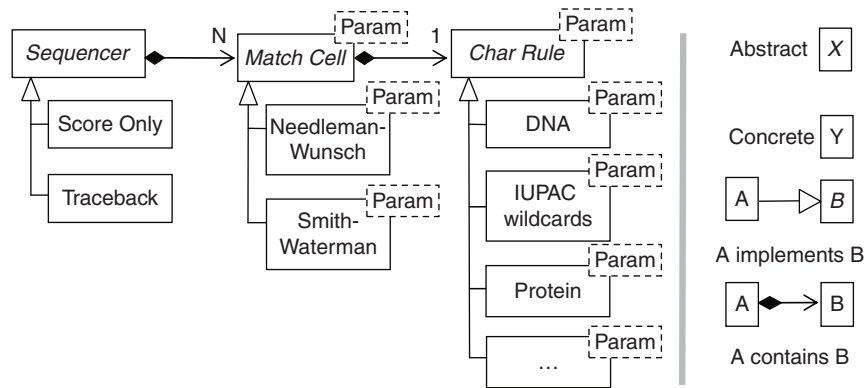 Sequencer
N
Match Cell
Param
1
Char Rule
Param
Score Only
Traceback
Needleman-
Wunsch
Param
Smith-
Waterman
Param
DNA
Param
IUPAC
wildcards
Param
Protein
Param
...
Param
Abstract
X
Concrete
Y
A
B
A implements B
A
B
A contains B